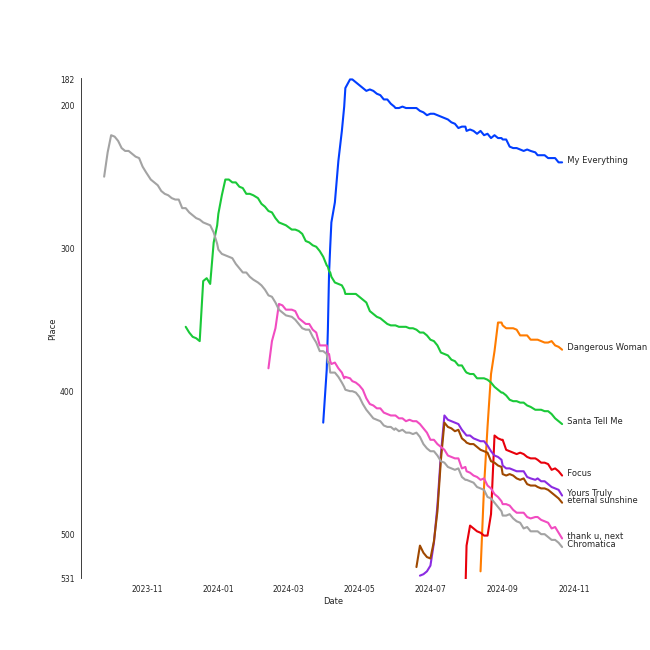 182
200
300
400
500
531
Place
2023-11
2024-01
2024-03
2024-05
2024-07
2024-09
2024-11
Date
My Everything
Dangerous Woman
Santa Tell Me
Focus
Yours Truly
eternal sunshine
thank u, next
Chromatica